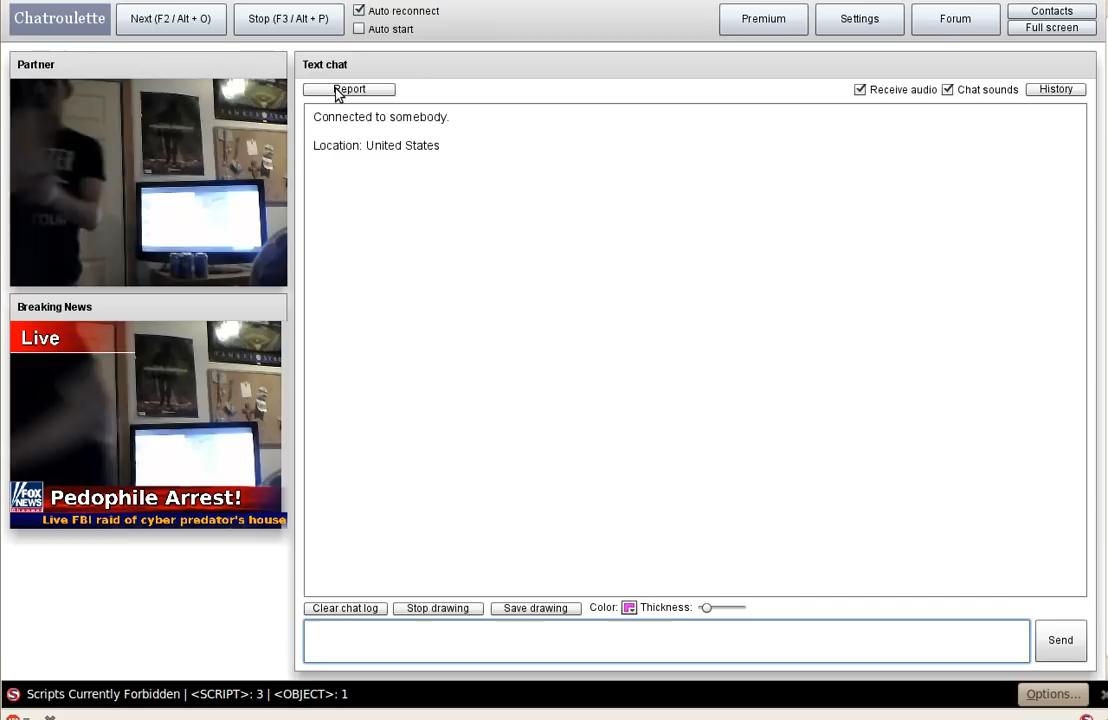 Chatroulette
Next (F2 / Alt + O)
Stop (F3 / Alt + P)
Auto reconnect
Auto start
Premium
Settings
Forum
Contacts
Full screen
Partner
Text chat
Report
Receive audio
Chat sounds
History
Connected to somebody.
Location: United States
Breaking News
Live
FOX
NEWS
Channel
Pedophile Arrest!
Live FBI raid of cyber predator's house
Clear chat log
Stop drawing
Save drawing
Color:
Thickness:
Send
Scripts Currently Forbidden | <SCRIPT>: 3 | <OBJECT>: 1
Options...